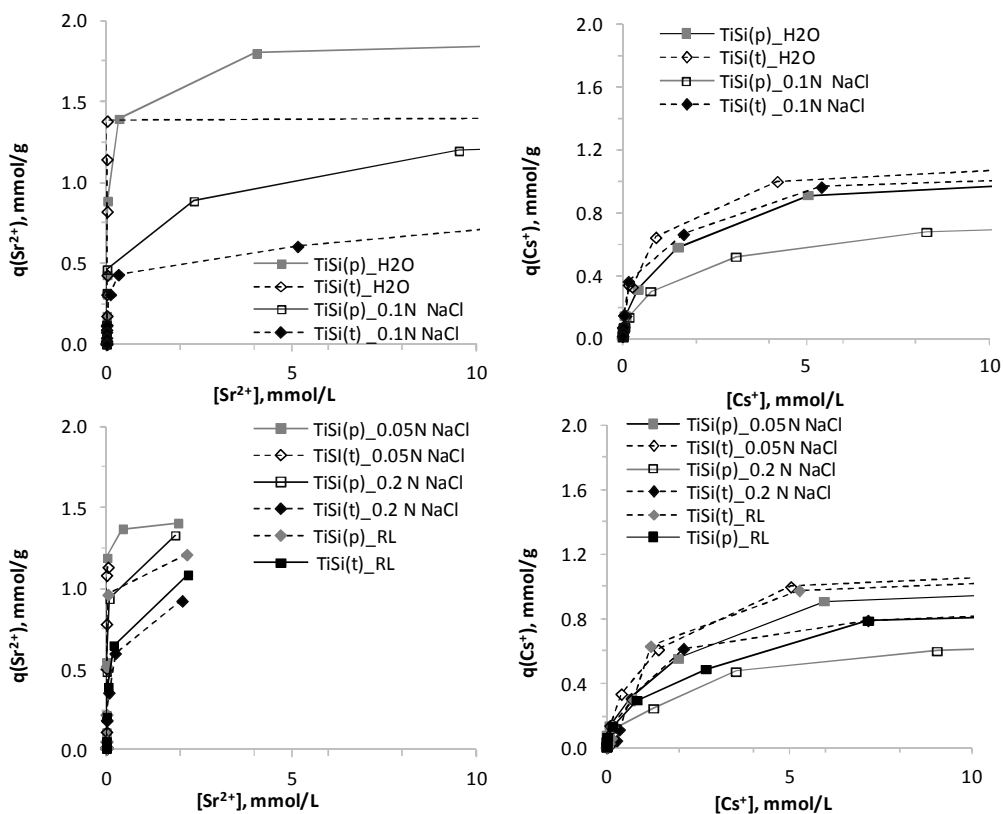 2.0
1.5
1.0
0.5
0.0
q(Sr²⁺), mmol/g
TiSi(p)_H2O
TiSi(t)_H2O
TiSi(p)_0.1N NaCl
TiSi(t) _0.1N NaCl
0
5
10
[Sr²⁺], mmol/L
2.0
1.6
1.2
0.8
0.4
0.0
q(Cs⁺), mmol/g
TiSi(p)_H2O
TiSi(t)_H2O
TiSi(p)_0.1N NaCl
TiSi(t) _0.1N NaCl
0
5
10
[Cs⁺], mmol/L
2.0
1.5
1.0
0.5
0.0
q(Sr²⁺), mmol/g
TiSi(p)_0.05N NaCl
TiSI(t)_0.05N NaCl
TiSi(p)_0.2 N NaCl
TiSi(t)_0.2 N NaCl
TiSi(p)_RL
TiSi(t)_RL
0
5
10
[Sr²⁺], mmol/L
2.0
1.6
1.2
0.8
0.4
0.0
q(Cs⁺), mmol/g
TiSi(p)_0.05N NaCl
TiSI(t)_0.05N NaCl
TiSi(p)_0.2 N NaCl
TiSi(t)_0.2 N NaCl
TiSi(t)_RL
TiSi(p)_RL
0
5
10
[Cs⁺], mmol/L